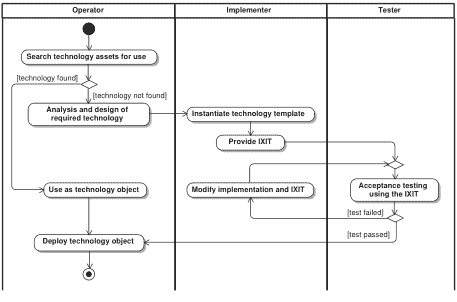 Operator
Implementer
Tester
Search technology assets for use
[technology found]
[technology not found]
Analysis and design of
required technology
Instantiate technology template
Provide IXIT
Use as technology object
Modify implementation and IXIT
Acceptance testing
using the IXIT
[test failed]
[test passed]
Deploy technology object